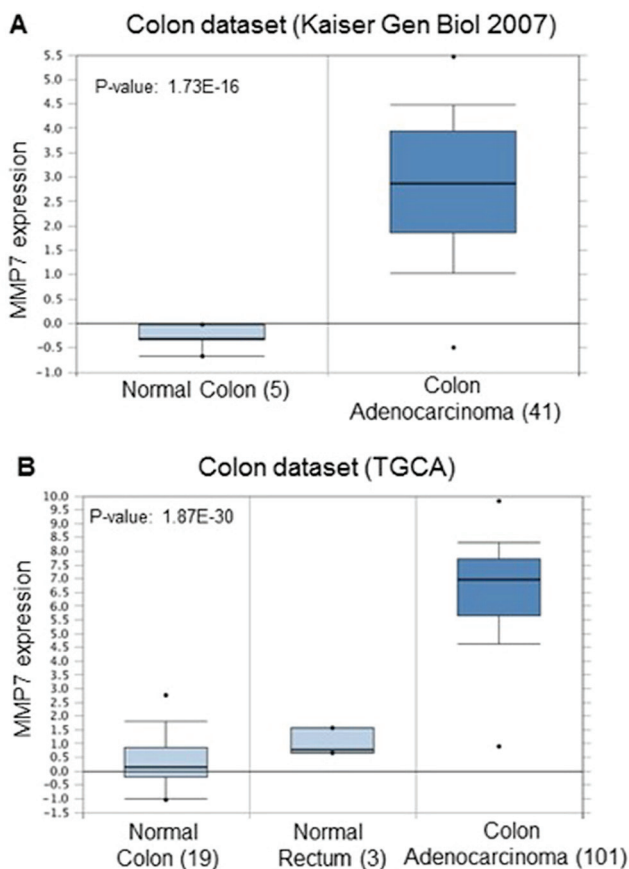 A
Colon dataset (Kaiser Gen Biol 2007)
5.5
5.0
4.5
4.0
3.5
3.0
2.5
2.0
1.5
1.0
0.5
0.0
-0.5
-1.0
MMP7 expression
P-value: 1.73E-16
Normal Colon (5)
Colon
Adenocarcinoma (41)
B
Colon dataset (TGCA)
10.0
9.5
9.0
8.5
8.0
7.5
7.0
6.5
6.0
5.5
5.0
4.5
4.0
3.5
3.0
2.5
2.0
1.5
1.0
0.5
0.0
-0.5
-1.0
-1.5
MMP7 expression
P-value: 1.87E-30
Normal
Colon (19)
Normal
Rectum (3)
Colon
Adenocarcinoma (101)